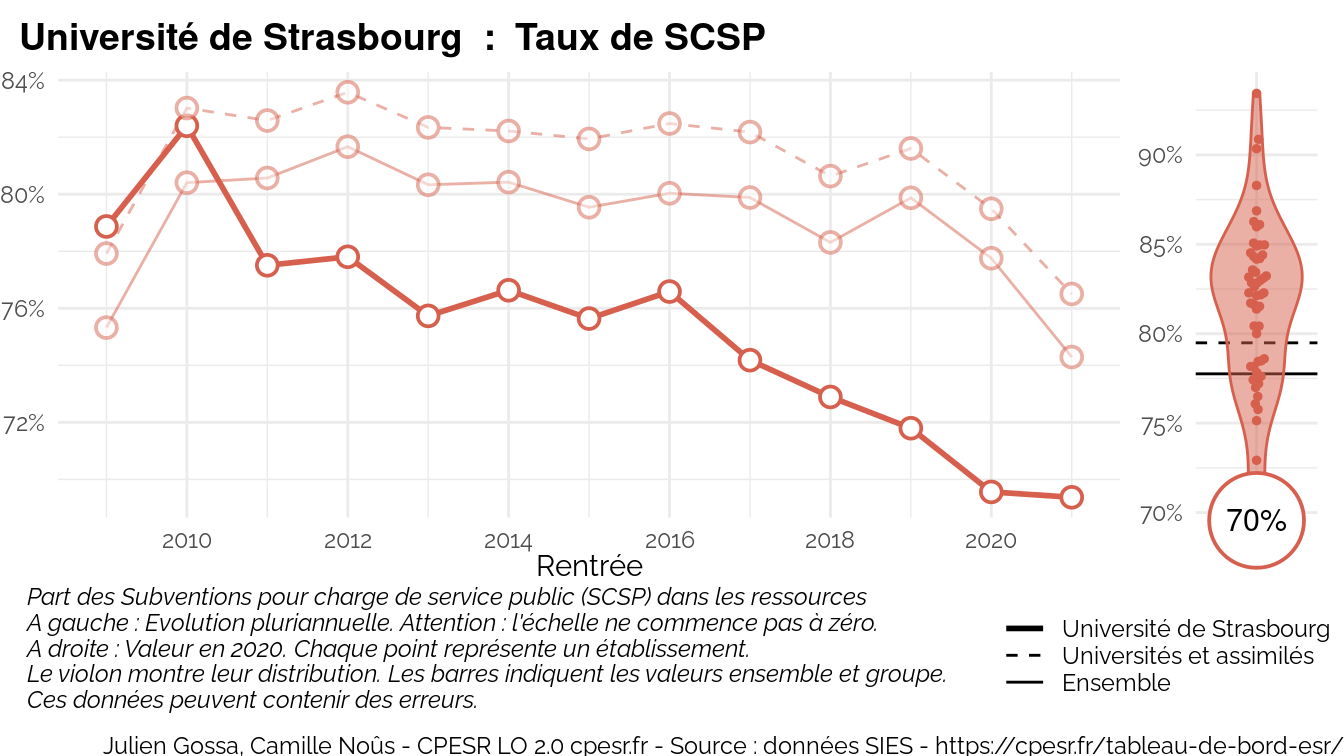 Université de Strasbourg : Taux de SCSP
84%
80%
76%
72%
2010 2012 2014 2016 2018 2020
Rentrée
90%
85%
80%
75%
70%
70%
Part des Subventions pour charge de service public (SCSP) dans les ressources
A gauche : Evolution pluriannuelle. Attention : l'échelle ne commence pas à zéro.
A droite : Valeur en 2020. Chaque point représente un établissement.
Le violon montre leur distribution. Les barres indiquent les valeurs ensemble et groupe.
Ces données peuvent contenir des erreurs.
Université de Strasbourg
Universités et assimilés
Ensemble
Julien Gossa, Camille Noûs - CPESR LO 2.0 cpesr.fr - Source : données SIES - https://cpesr.fr/tableau-de-bord-esr/